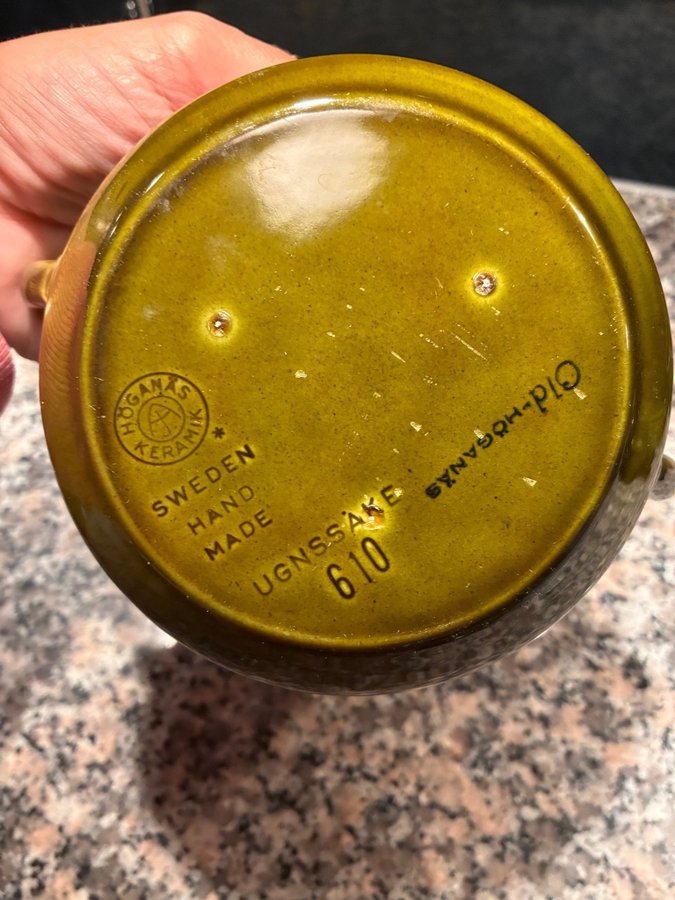 HÖGANÄS
KERAMIK
SWEDEN
HAND
MADE
UGNSSÄKE
610
Old-HÖGANÄS